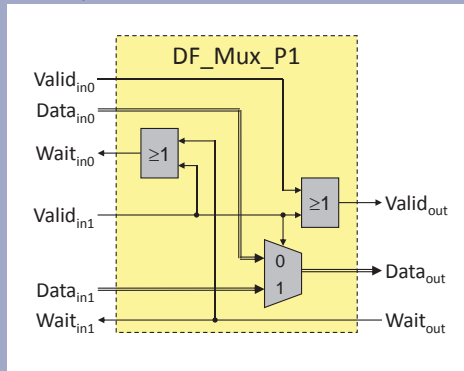 DF_Mux_P1
Valid_in0
Data_in0
Wait_in0
≥1
Valid_in1
≥1
Valid_out
0
1
Data_out
Data_in1
Wait_in1
Wait_out